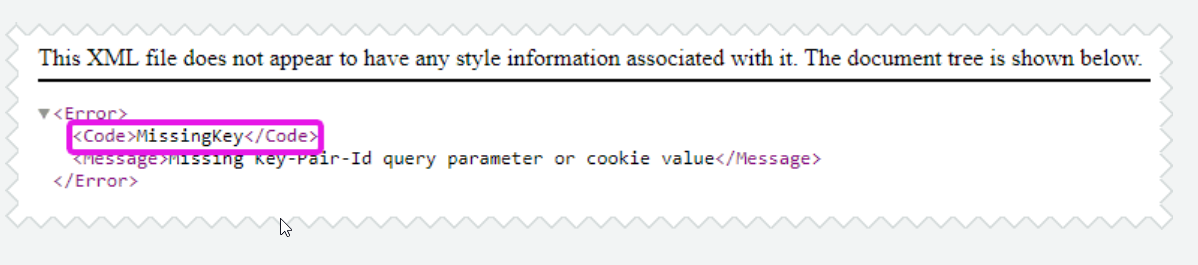 This XML file does not appear to have any style information associated with it. The document tree is shown below.
▼<Error>
<Code>MissingKey</Code>
<Message>Missing Key-Pair-Id query parameter or cookie value</Message>
</Error>